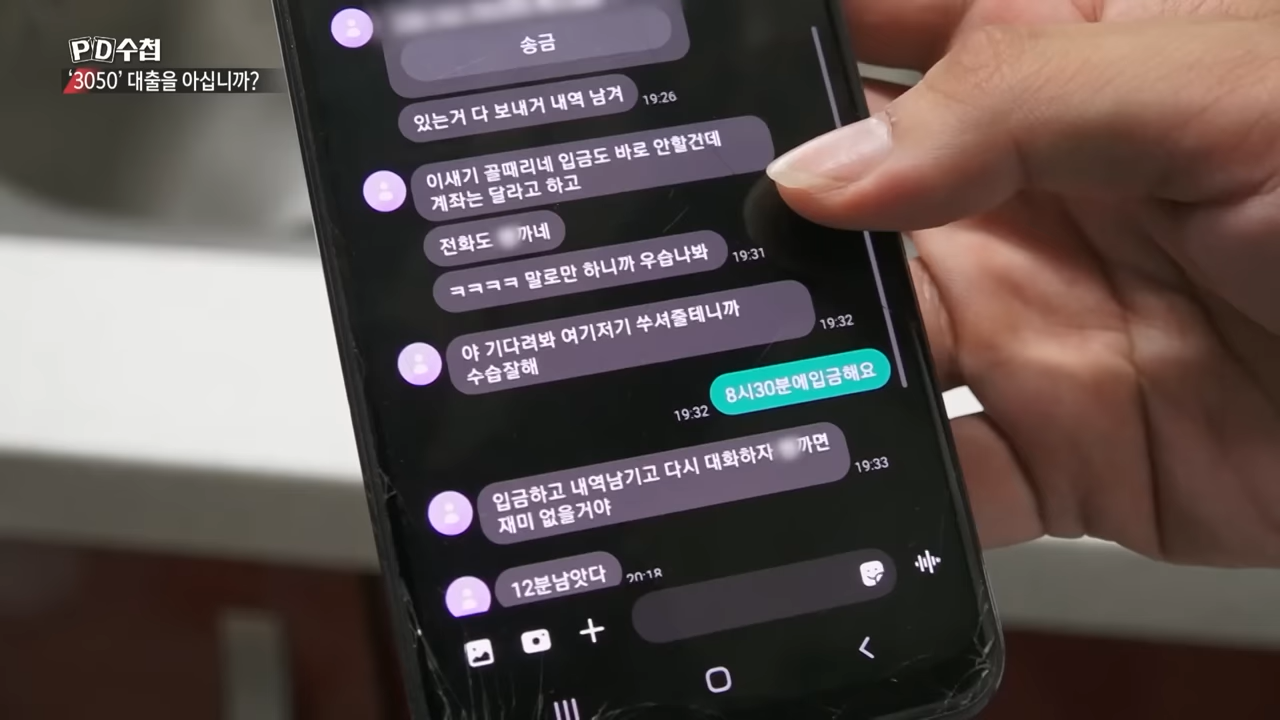 PD수첩
'3050' 대출을 아십니까?
송금
있는거 다 보내거 내역 남겨
19:26
이새기 골때리네 입금도 바로 안할건데
계좌는 달라고 하고
전화도 까네
ㅋㅋㅋㅋ 말로만 하니까 우습나봐
19:31
야 기다려봐 여기저기 쑤셔줄테니까
수습잘해
19:32
8시30분에입금해요
19:32
입금하고 내역남기고 다시 대화하자 까면
재미 없을거야
19:33
12분남앗다
20:18